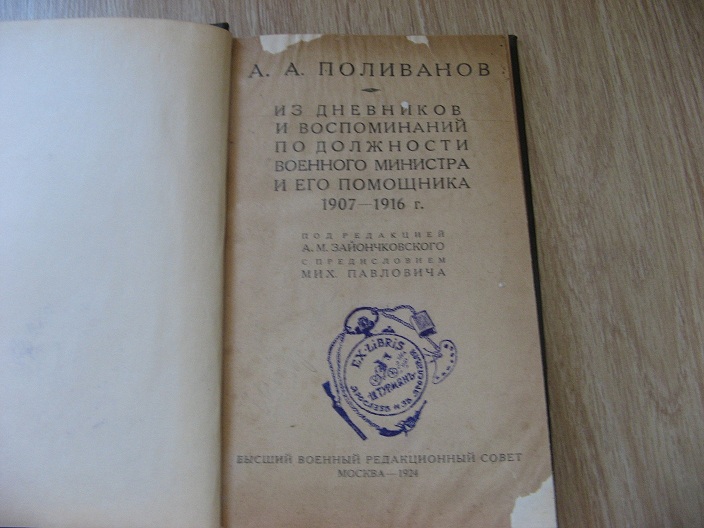 А. А. ПОЛИВАНОВ
ИЗ ДНЕВНИКОВ
И ВОСПОМИНАНИЙ
ПО ДОЛЖНОСТИ
ВОЕННОГО МИНИСТРА
И ЕГО ПОМОЩНИКА
1907—1916 г.
ПОД РЕДАКЦИЕЙ
А. М. ЗАЙОНЧКОВСКОГО
С ПРЕДИСЛОВИЕМ
МИХ. ПАВЛОВИЧА
EX-LiBRiS
ШТУРМАНЪ
ВЫСШИЙ ВОЕННЫЙ РЕДАКЦИОННЫЙ СОВЕТ
МОСКВА—1924